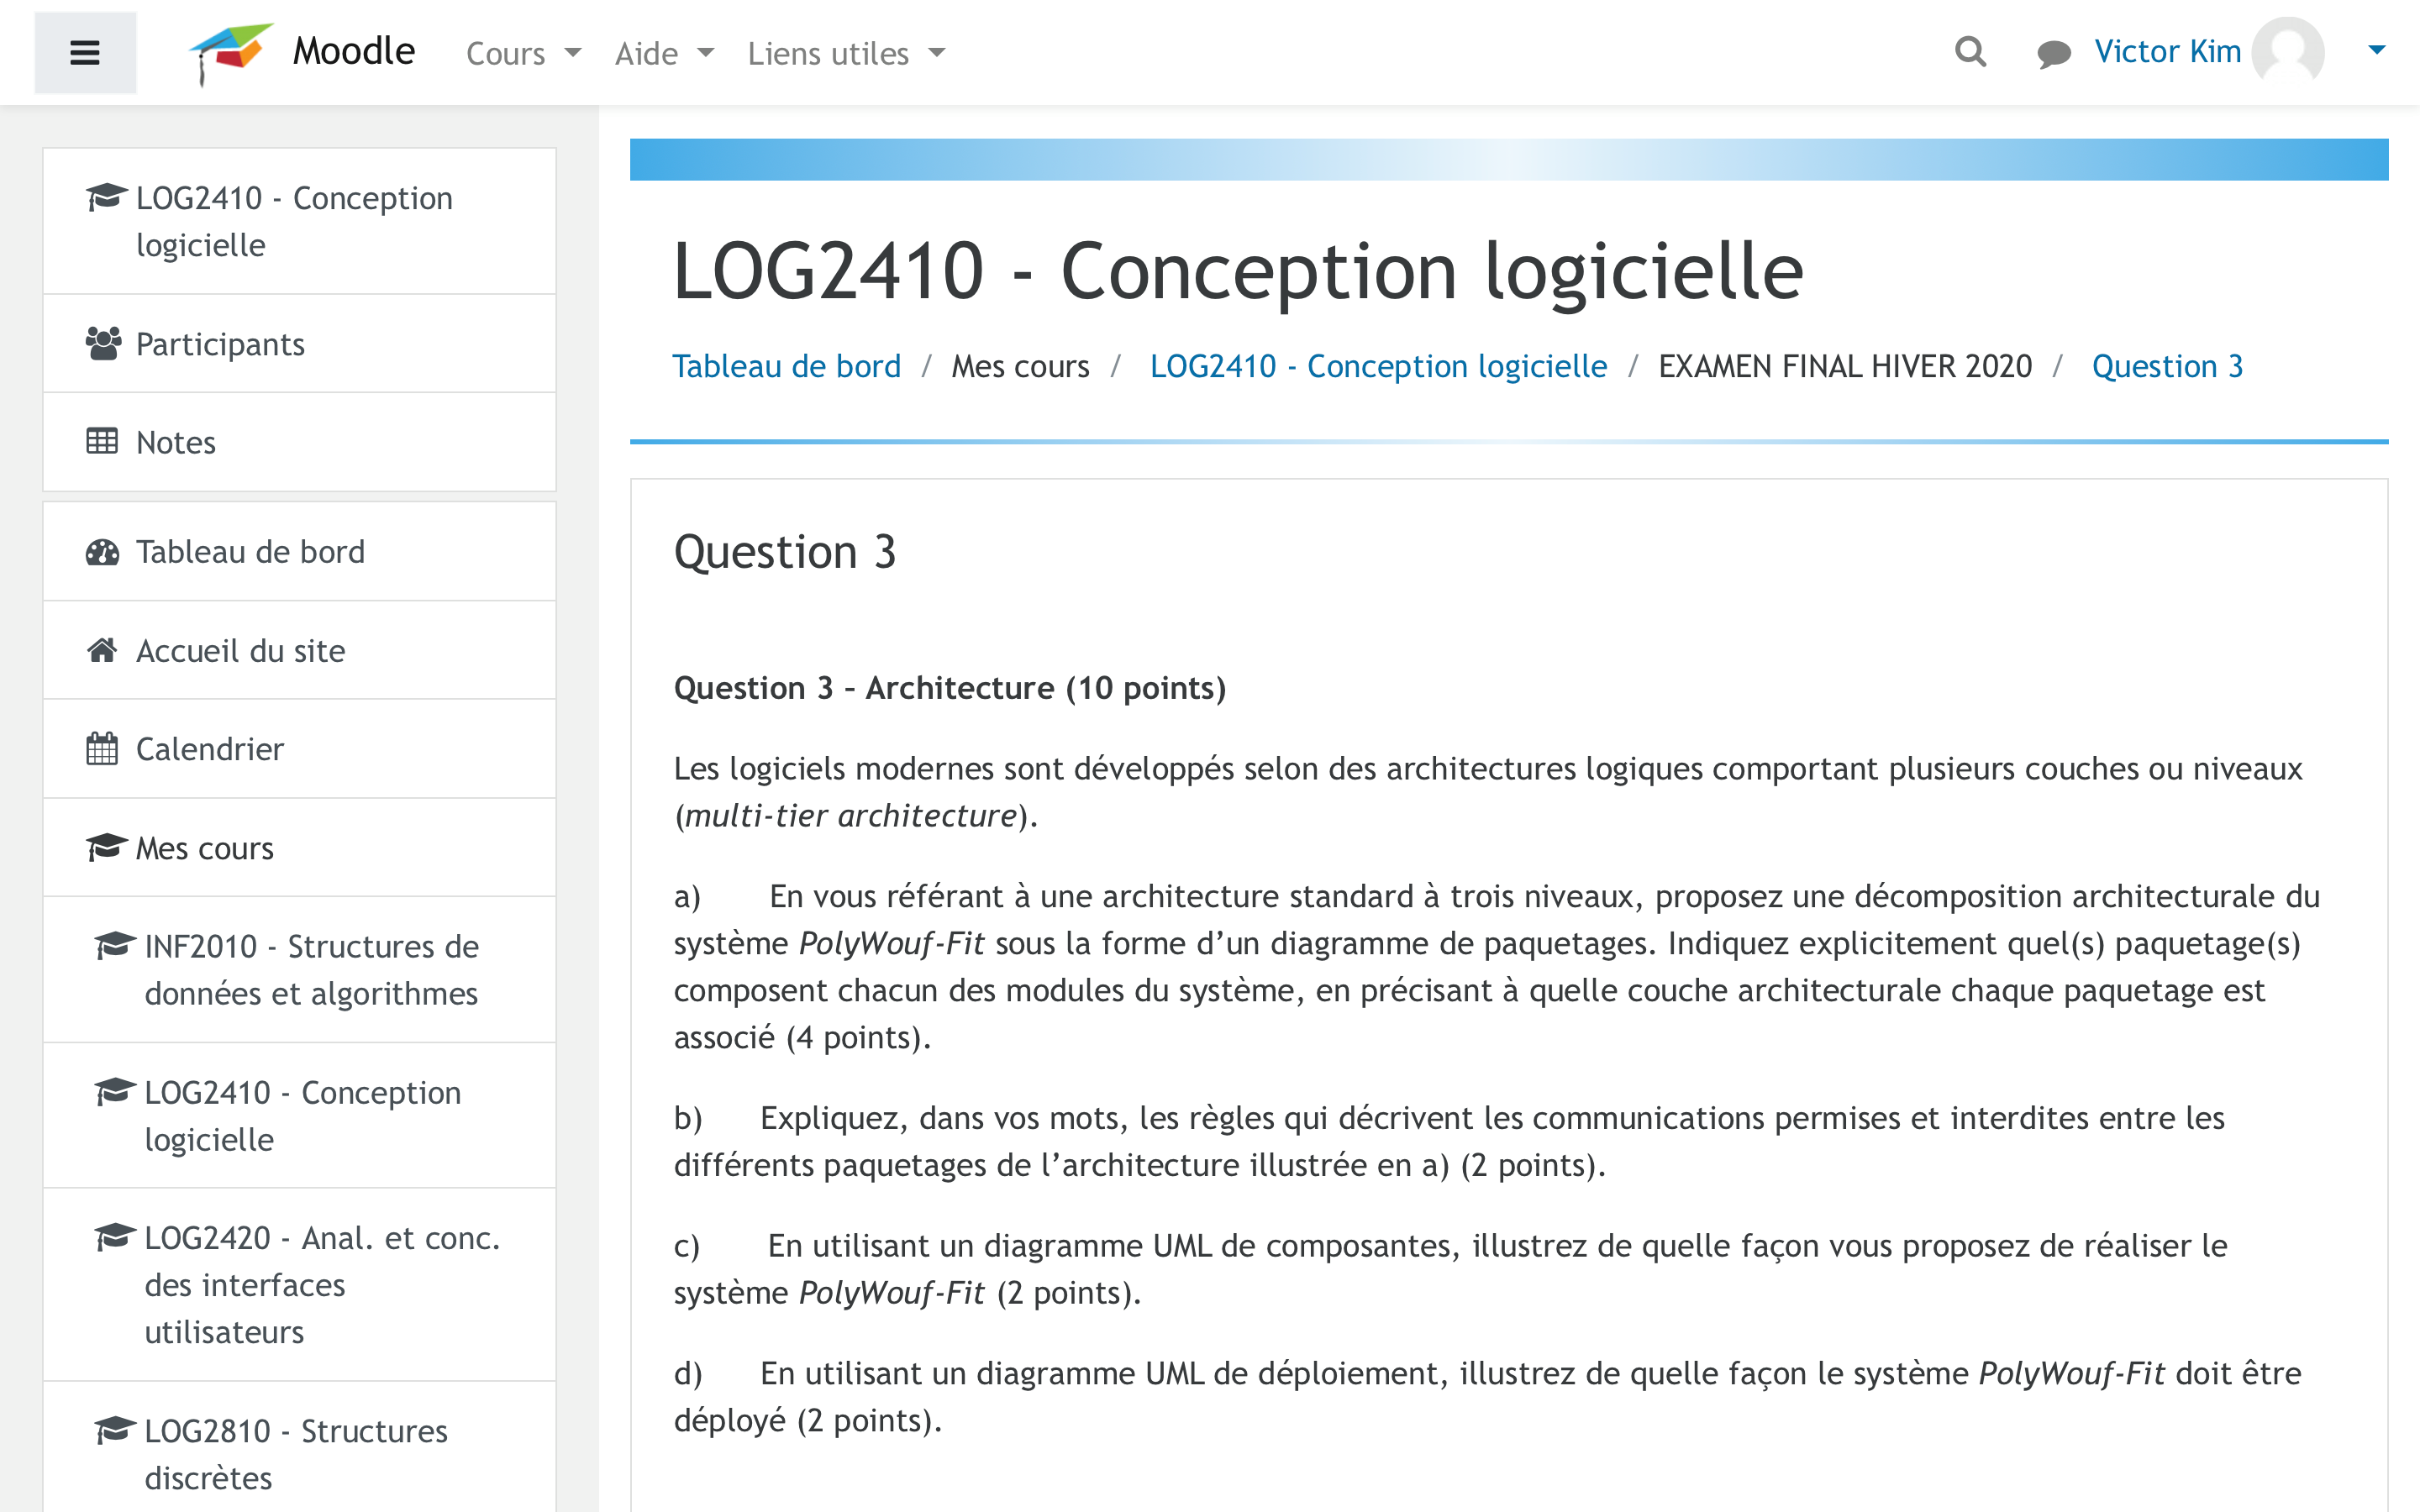 Moodle
Cours
Aide
Liens utiles
Victor Kim
LOG2410 - Conception
logicielle
Participants
Notes
Tableau de bord
Accueil du site
Calendrier
Mes cours
INF2010 - Structures de
données et algorithmes
LOG2410 - Conception
logicielle
LOG2420 - Anal. et conc.
des interfaces
utilisateurs
LOG2810 - Structures
discrètes
LOG2410 - Conception logicielle
Tableau de bord / Mes cours / LOG2410 - Conception logicielle / EXAMEN FINAL HIVER 2020 / Question 3
Question 3
Question 3 – Architecture (10 points)
Les logiciels modernes sont développés selon des architectures logiques comportant plusieurs couches ou niveaux
(multi-tier architecture).
a) En vous référant à une architecture standard à trois niveaux, proposez une décomposition architecturale du
système PolyWouf-Fit sous la forme d’un diagramme de paquetages. Indiquez explicitement quel(s) paquetage(s)
composent chacun des modules du système, en précisant à quelle couche architecturale chaque paquetage est
associé (4 points).
b) Expliquez, dans vos mots, les règles qui décrivent les communications permises et interdites entre les
différents paquetages de l’architecture illustrée en a) (2 points).
c) En utilisant un diagramme UML de composantes, illustrez de quelle façon vous proposez de réaliser le
système PolyWouf-Fit (2 points).
d) En utilisant un diagramme UML de déploiement, illustrez de quelle façon le système PolyWouf-Fit doit être
déployé (2 points).